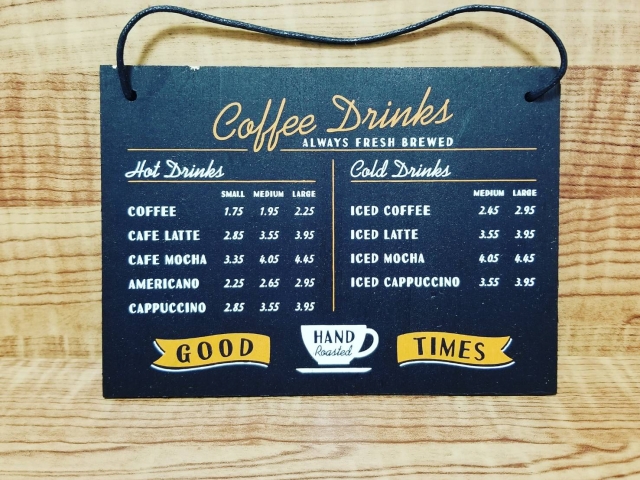 Coffee Drinks
ALWAYS FRESH BREWED
Hot Drinks
SMALL MEDIUM LARGE
COFFEE 1.75 1.95 2.25
CAFE LATTE 2.85 3.55 3.95
CAFE MOCHA 3.35 4.05 4.45
AMERICANO 2.25 2.65 2.95
CAPPUCCINO 2.85 3.55 3.95
Cold Drinks
MEDIUM LARGE
ICED COFFEE 2.45 2.95
ICED LATTE 3.55 3.95
ICED MOCHA 4.05 4.45
ICED CAPPUCCINO 3.55 3.95
GOOD
HAND
Roasted
TIMES